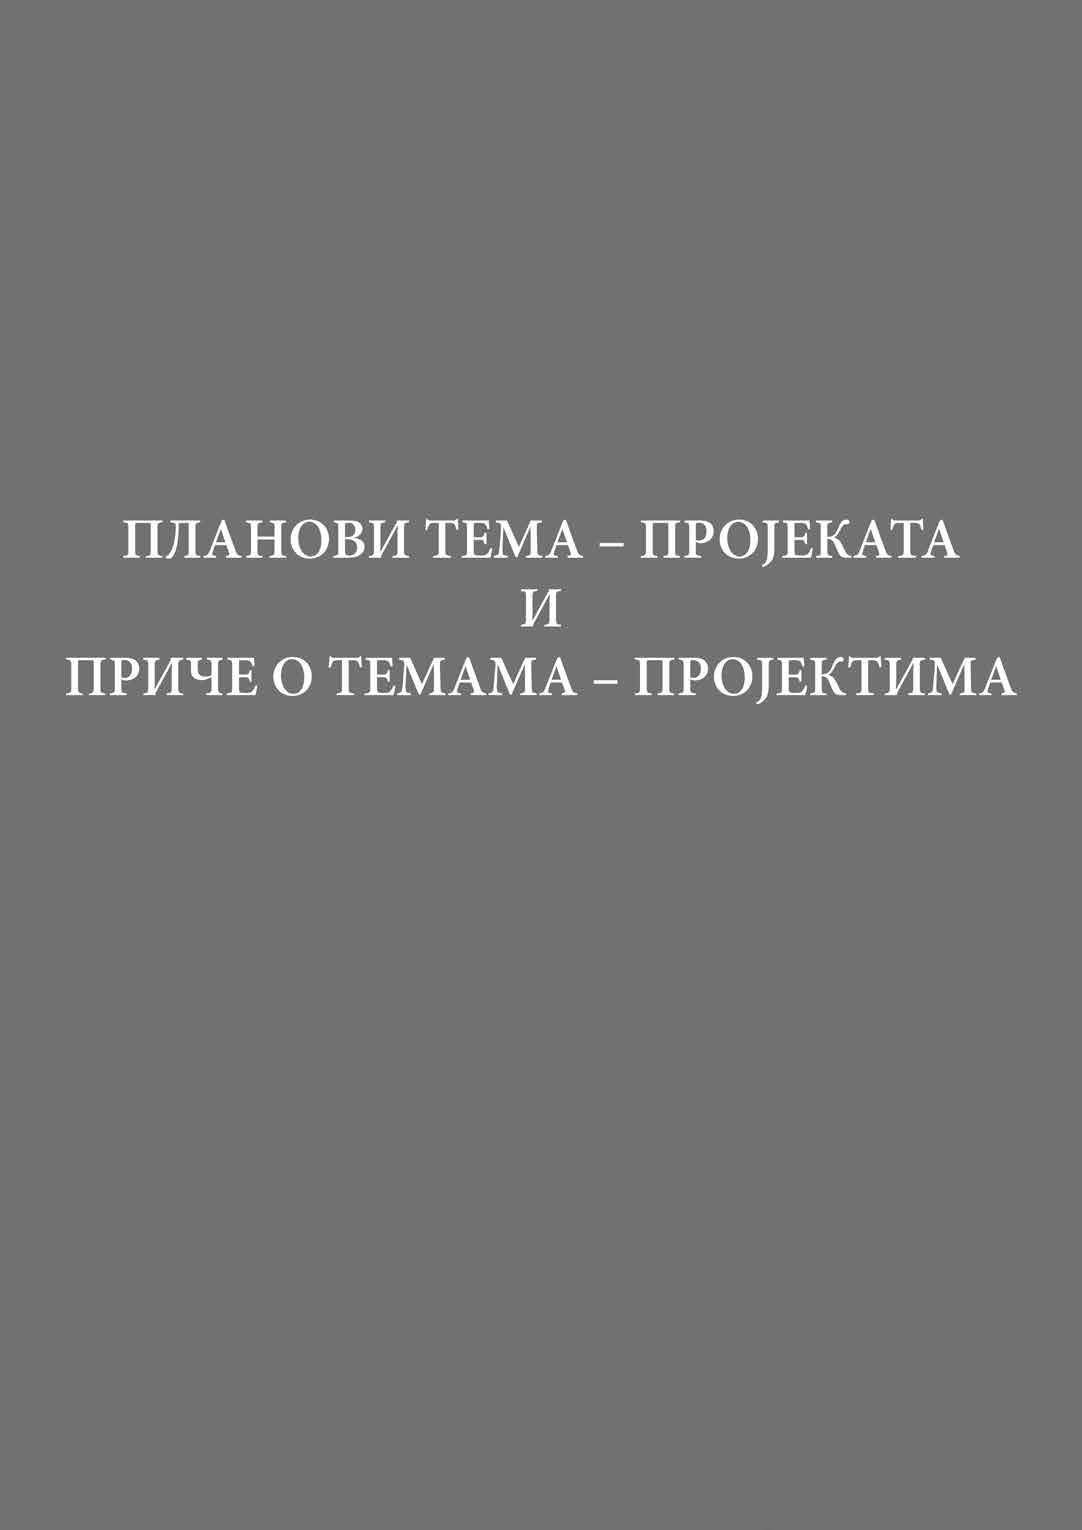 ПЛАНОВИ ТЕМА – ПРОЈЕКАТА
И
ПРИЧЕ О ТЕМАМА – ПРОЈЕКТИМА